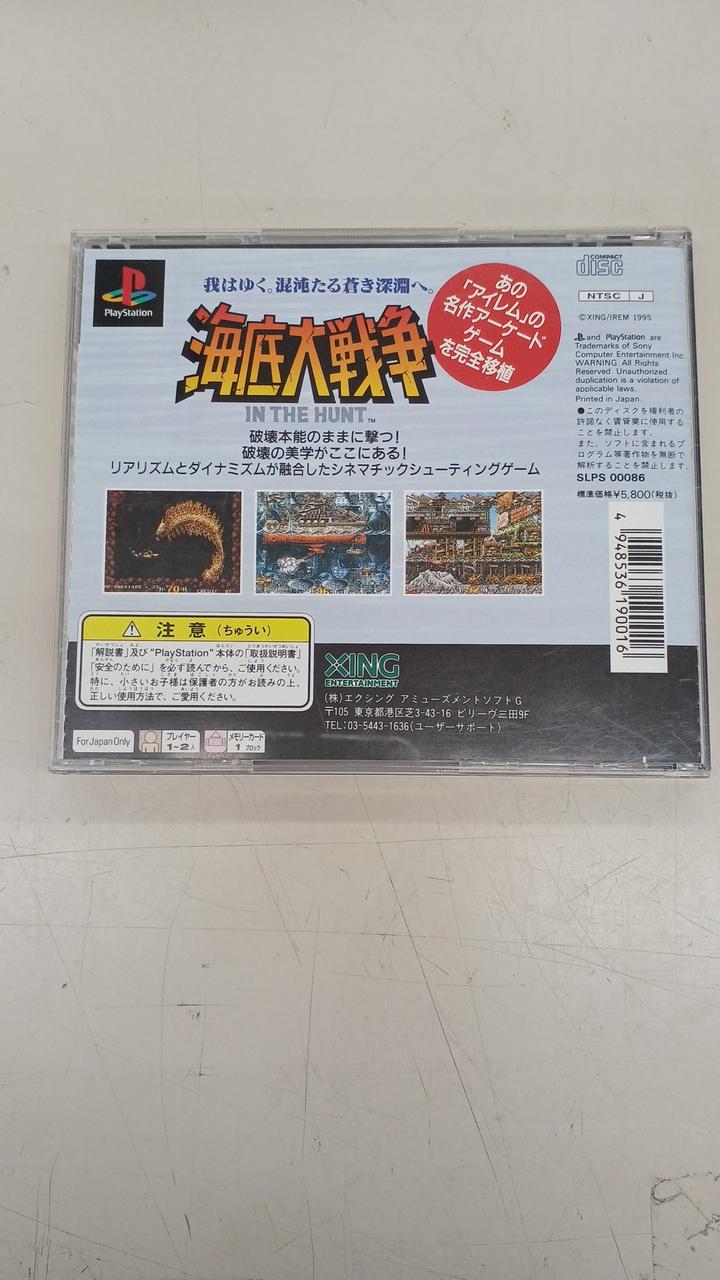 PlayStation
我はゆく。混沌たる蒼き深淵へ。
海底大戦争
IN THE HUNT™
あの
「アイレム」の
名作アーケード
ゲーム
を完全移植
破壊本能のままに撃つ!
破壊の美学がここにある!
リアリズムとダイナミズムが融合したシネマチックシューティングゲーム
COMPACT
disc
NTSC J
©XING/IREM 1995
and PlayStation are
Trademarks of Sony
Computer Entertainment Inc.
WARNING: All Rights
Reserved. Unauthorized
duplication is a violation of
applicable laws.
Printed in Japan.
●このディスクを権利者の
許諾なく賃貸業に使用する
ことを禁止します。
また、ソフトに含まれるプ
ログラム等著作物を無断で
解析することを禁止します。
SLPS 00086
標準価格¥5,800(税抜)
4948536190016
注意(ちゅうい)
「解説書」及び"PlayStation"本体の「取扱説明書」
「安全のために」を必ず読んでから、ご使用ください。
特に、小さいお子様は保護者の方がお読みの上、
正しい使用方法で、ご愛用ください。
XING
ENTERTAINMENT
(株)エクシング アミューズメントソフトG
〒105 東京都港区芝3-43-16 ビリーヴ三田9F
TEL:03-5443-1636(ユーザーサポート)
For Japan Only
プレイヤー
1~2人
メモリーカード
1 ブロック